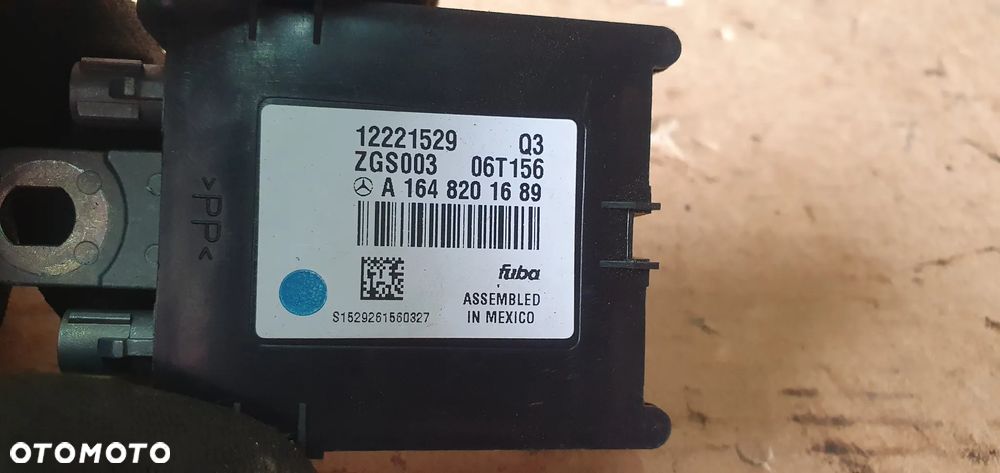 12221529 Q3
ZGS003 06T156
A 164 820 16 89
fuba
ASSEMBLED
IN MEXICO
S1529261560327
>PP<
OTOMOTO